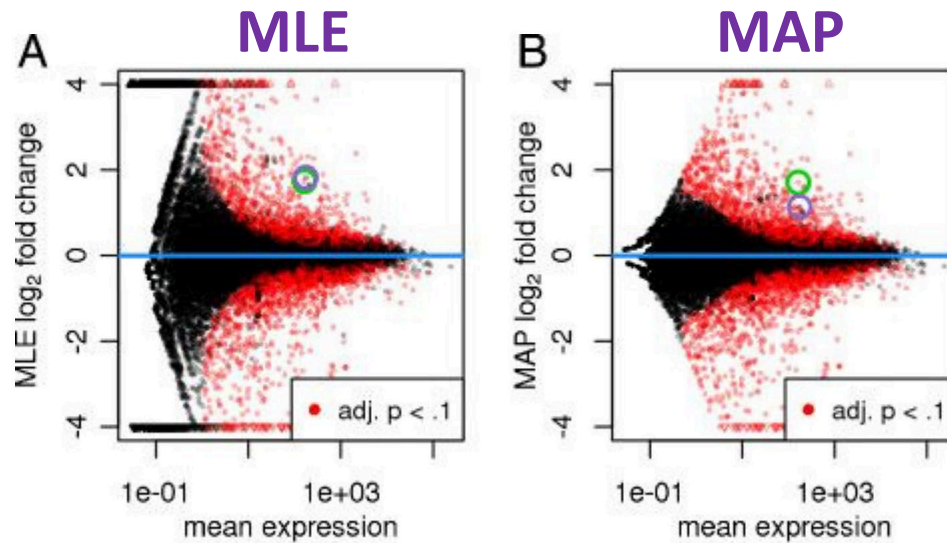 MLE
MAP
A
B
MLE log2 fold change
4
2
0
-2
-4
adj. p < .1
1e-01
1e+03
mean expression
MAP log2 fold change
4
2
0
-2
-4
adj. p < .1
1e-01
1e+03
mean expression